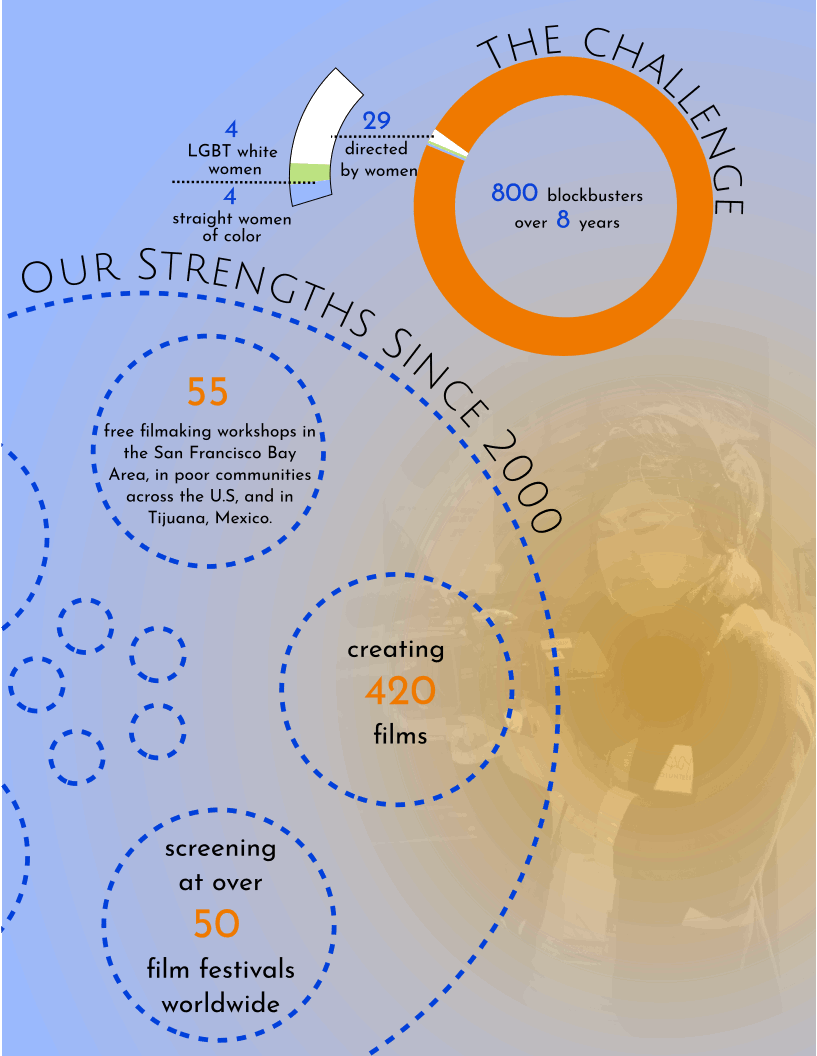 THE CHALLENGE
4
LGBT white
women
4
straight women
of color
29
directed
by women
800 blockbusters
over 8 years
OUR STRENGTHS SINCE 2000
55
free filmaking workshops in
the San Francisco Bay
Area, in poor communities
across the U.S, and in
Tijuana, Mexico.
creating
420
films
screening
at over
50
film festivals
worldwide